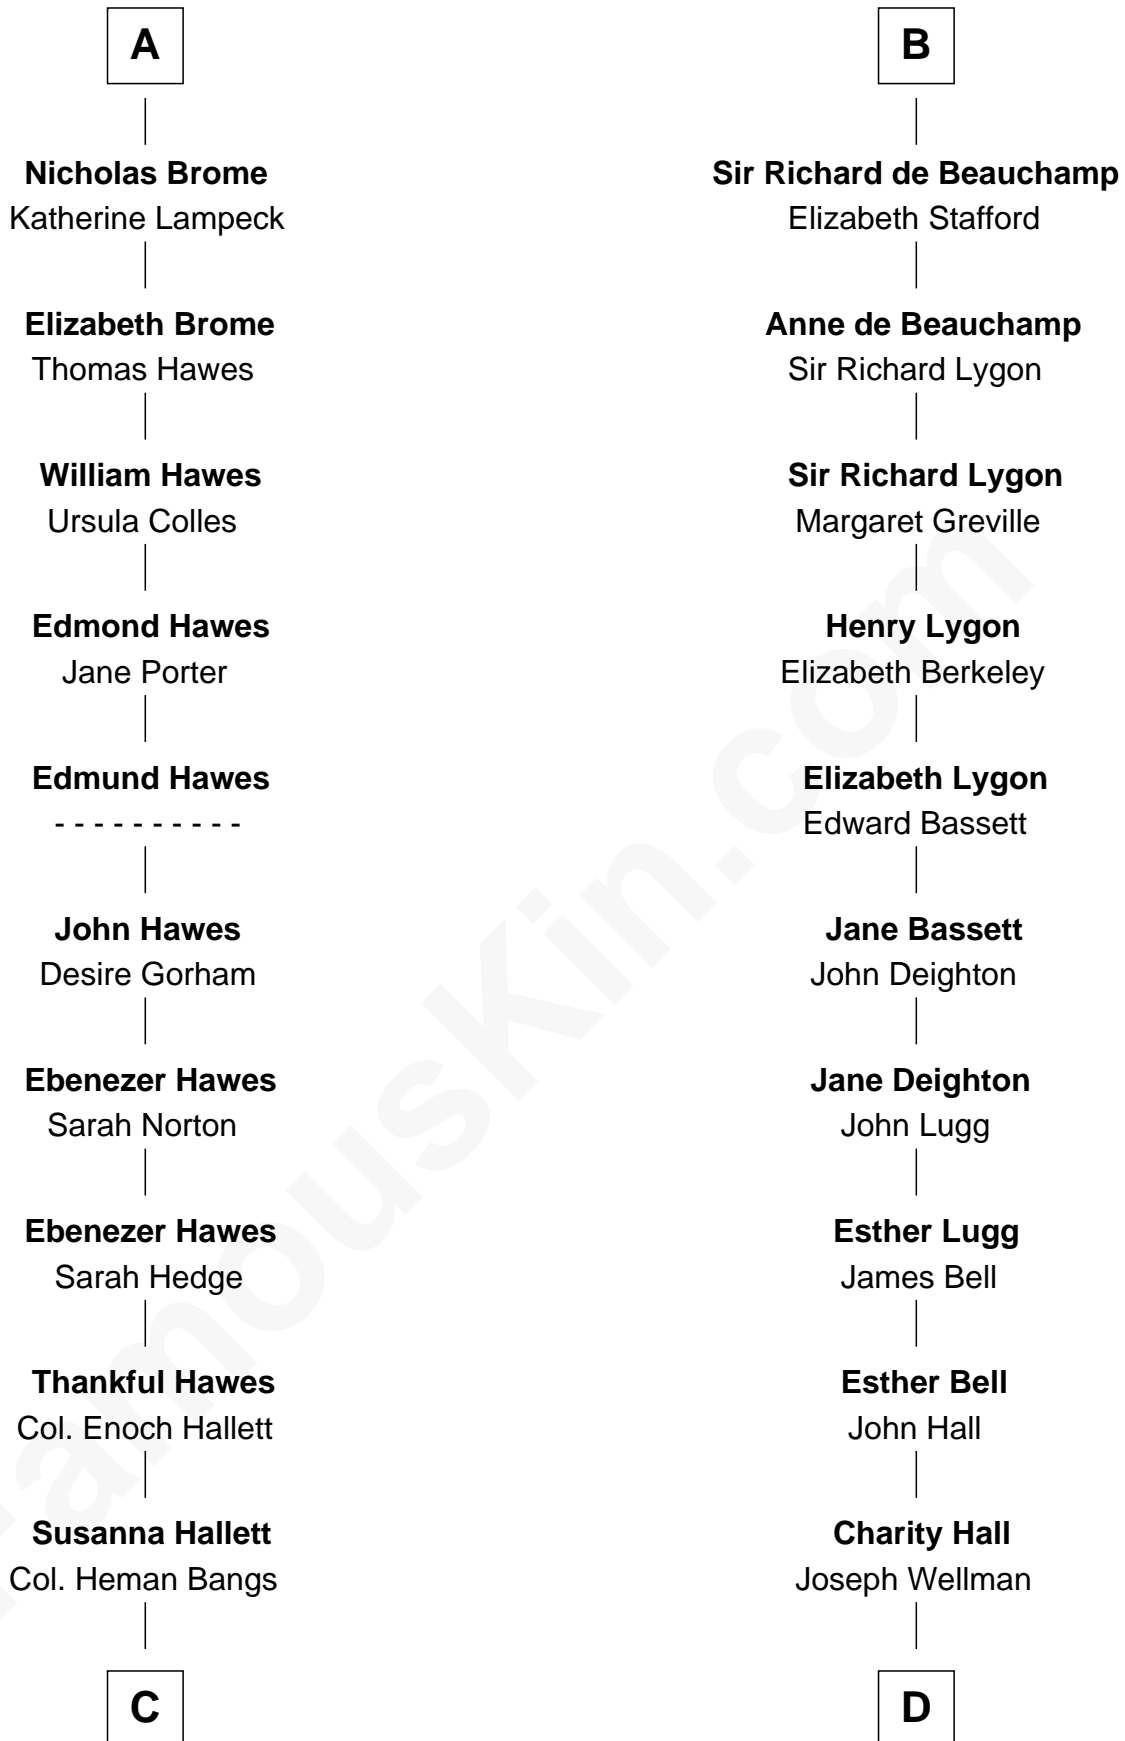 A
Nicholas Brome
Katherine Lampeck
Elizabeth Brome
Thomas Hawes
William Hawes
Ursula Colles
Edmond Hawes
Jane Porter
Edmund Hawes
- - - - - - - - - -
John Hawes
Desire Gorham
Ebenezer Hawes
Sarah Norton
Ebenezer Hawes
Sarah Hedge
Thankful Hawes
Col. Enoch Hallett
Susanna Hallett
Col. Heman Bangs
C
B
Sir Richard de Beauchamp
Elizabeth Stafford
Anne de Beauchamp
Sir Richard Lygon
Sir Richard Lygon
Margaret Greville
Henry Lygon
Elizabeth Berkeley
Elizabeth Lygon
Edward Bassett
Jane Bassett
John Deighton
Jane Deighton
John Lugg
Esther Lugg
James Bell
Esther Bell
John Hall
Charity Hall
Joseph Wellman
D
FamousKin.com